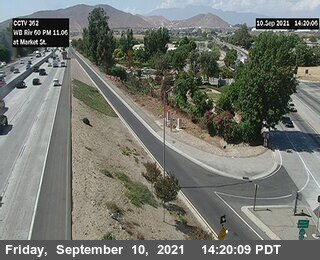 CCTV 362
WB Riv 60 PM 11.06
at Market St.
10 Sep 2021 14:20:06
Friday, September 10, 2021 14:20:09 PDT